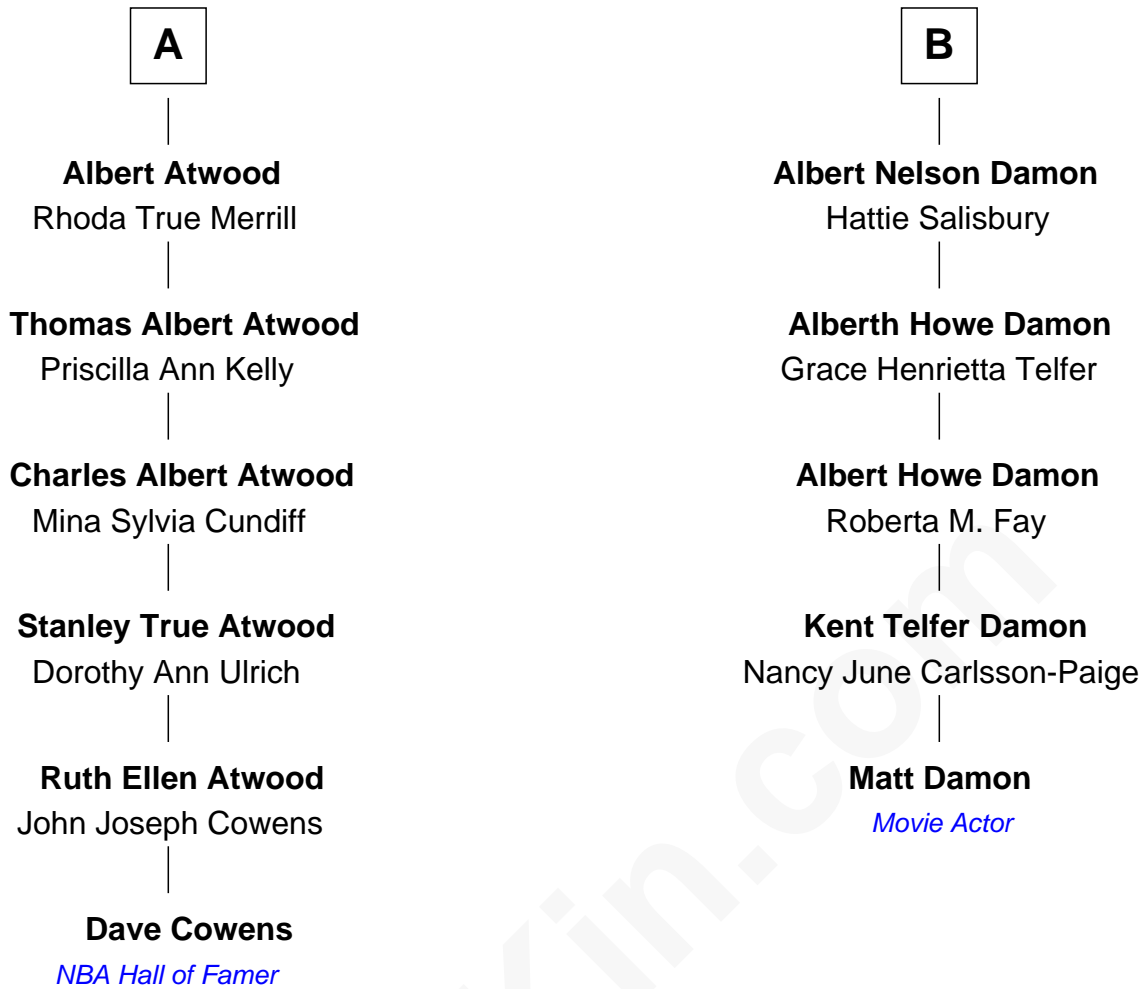 A
Albert Atwood
Rhoda True Merrill
Thomas Albert Atwood
Priscilla Ann Kelly
Charles Albert Atwood
Mina Sylvia Cundiff
Stanley True Atwood
Dorothy Ann Ulrich
Ruth Ellen Atwood
John Joseph Cowens
Dave Cowens
NBA Hall of Famer
B
Albert Nelson Damon
Hattie Salisbury
Alberth Howe Damon
Grace Henrietta Telfer
Albert Howe Damon
Roberta M. Fay
Kent Telfer Damon
Nancy June Carlsson-Paige
Matt Damon
Movie Actor
Kin.com